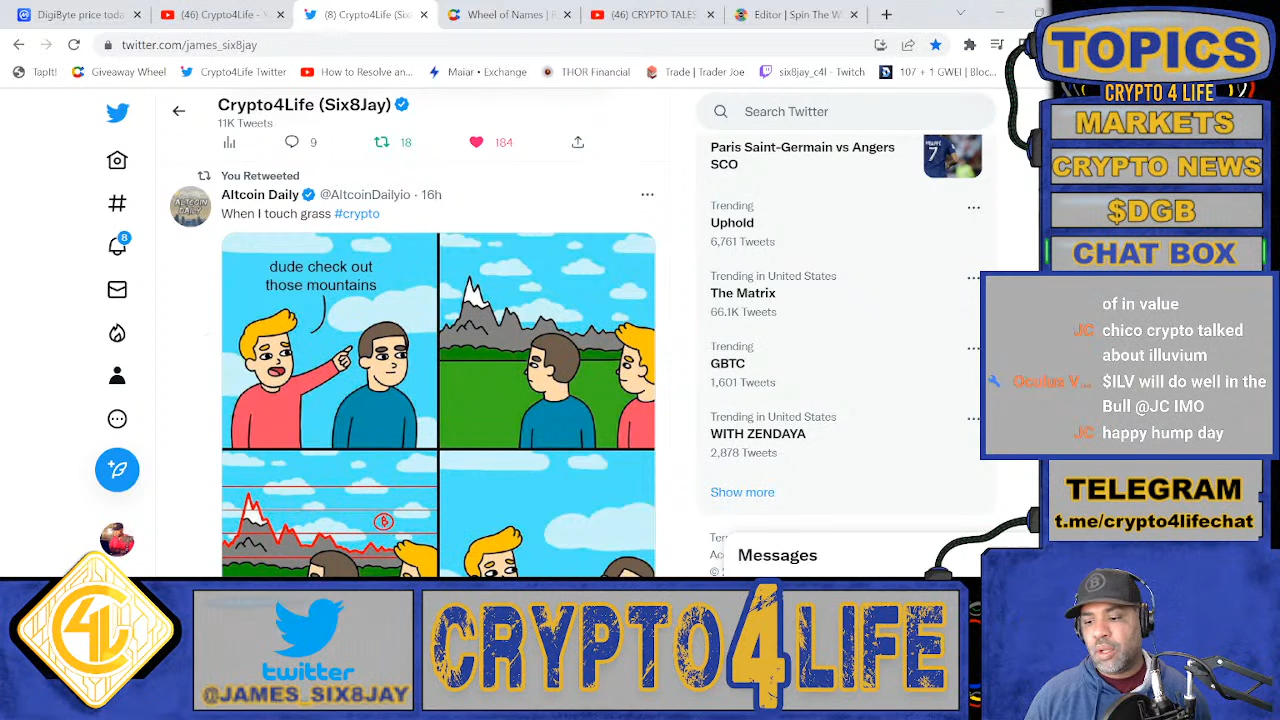 DigiByte price today
(46) Crypto4Life -
(8) Crypto4Life (Six
Wheel of Names | R
(46) CRYPTO TALES
Editor | Spin The W
twitter.com/james_six8jay
TapIt!
Giveaway Wheel
Crypto4Life Twitter
How to Resolve an...
Maiar • Exchange
THOR Financial
Trade | Trader Joe
six8jay_c4l - Twitch
107 + 1 GWEI | Bloc...
Crypto4Life (Six8Jay)
11K Tweets
9
18
184
You Retweeted
Altcoin Daily @AltcoinDailyio · 16h
When I touch grass #crypto
ALTCOIN
DAILY
dude check out
those mountains
8
Search Twitter
Paris Saint-Germain vs Angers
SCO
7
Trending
Uphold
6,761 Tweets
Trending in United States
The Matrix
66.1K Tweets
Trending
GBTC
1,601 Tweets
Trending in United States
WITH ZENDAYA
2,878 Tweets
Show more
Messages
TOPICS
CRYPTO 4 LIFE
MARKETS
CRYPTO NEWS
$DGB
CHAT BOX
of in value
JC chico crypto talked
about illuvium
Oculus V... $ILV will do well in the
Bull @JC IMO
JC happy hump day
TELEGRAM
t.me/crypto4lifechat
C4L
twitter
@JAMES_SIX8JAY
CRYPTO4LIFE